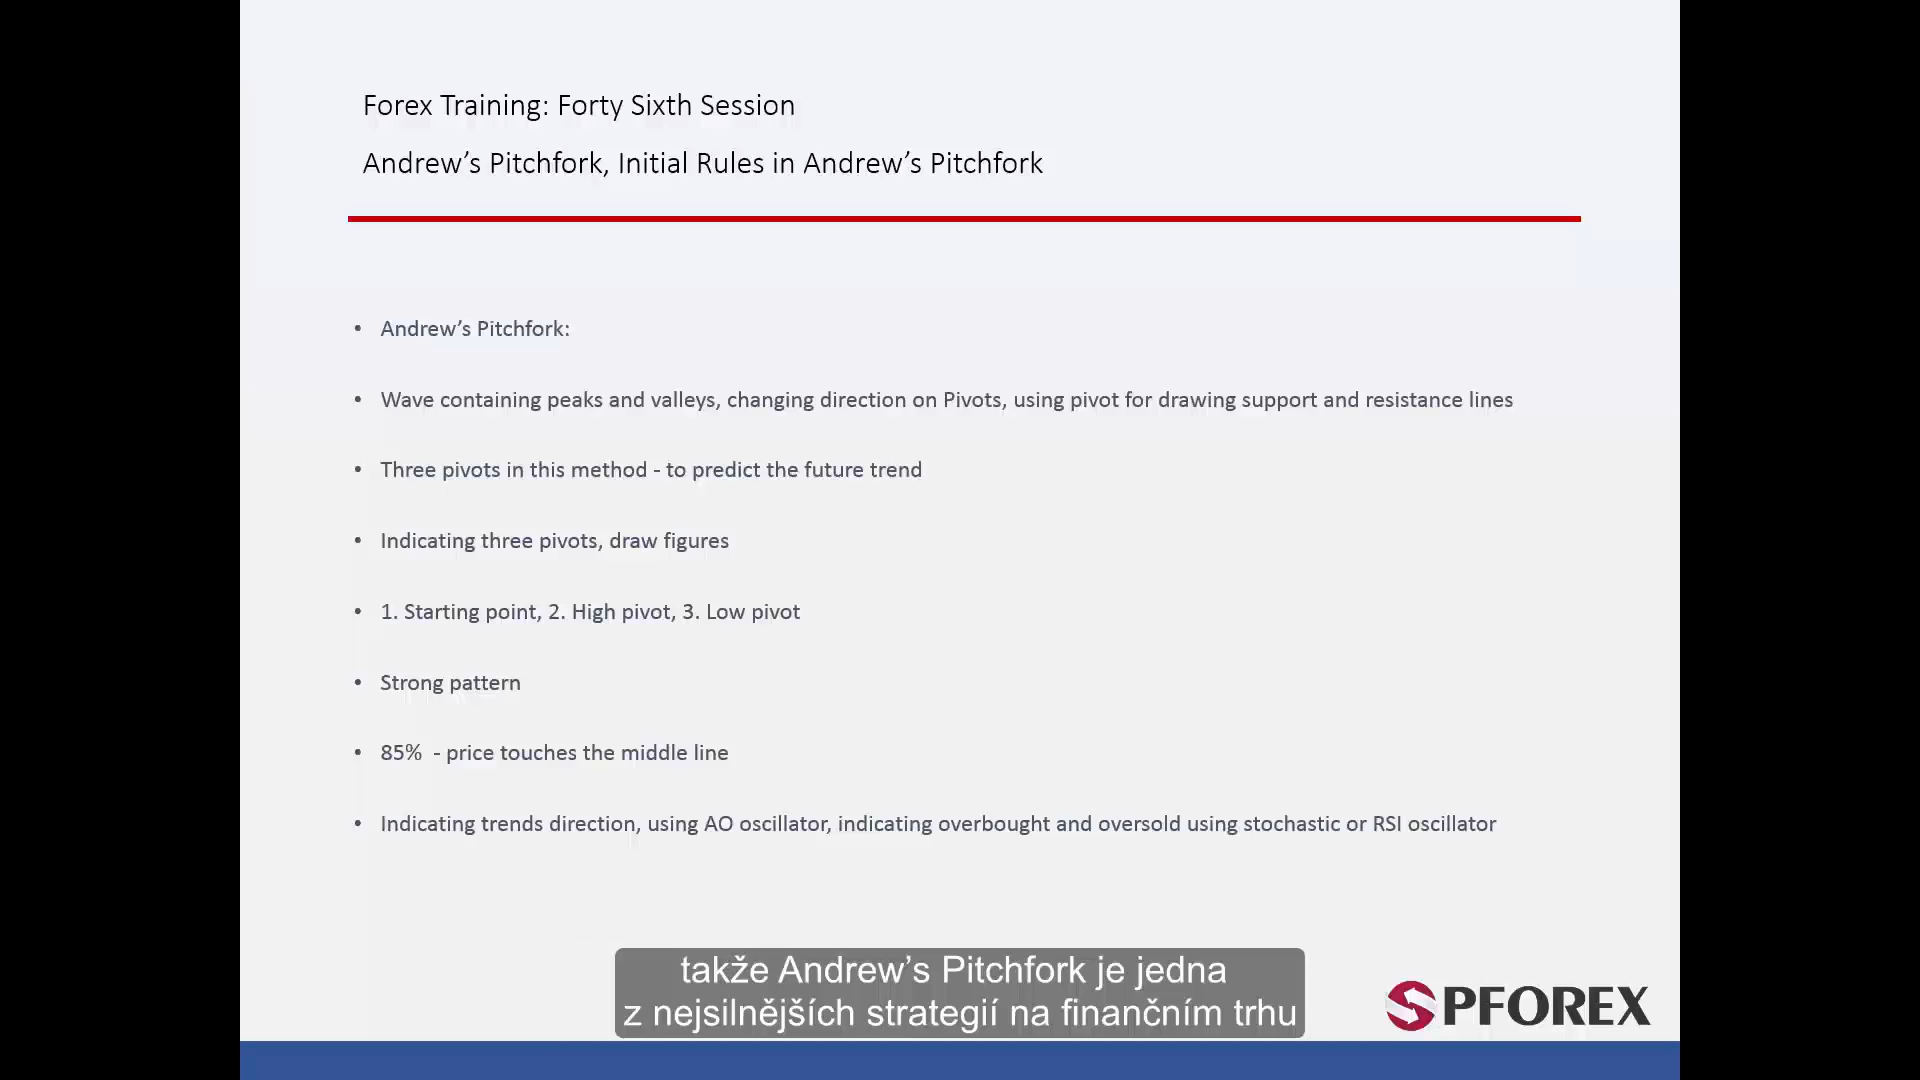 Forex Training: Forty Sixth Session
Andrew’s Pitchfork, Initial Rules in Andrew’s Pitchfork
• Andrew’s Pitchfork:
• Wave containing peaks and valleys, changing direction on Pivots, using pivot for drawing support and resistance lines
• Three pivots in this method - to predict the future trend
• Indicating three pivots, draw figures
• 1. Starting point, 2. High pivot, 3. Low pivot
• Strong pattern
• 85%  - price touches the middle line
• Indicating trends direction, using AO oscillator, indicating overbought and oversold using stochastic or RSI oscillator
takže Andrew’s Pitchfork je jedna
z nejsilnějších strategií na finančním trhu
PFOREX